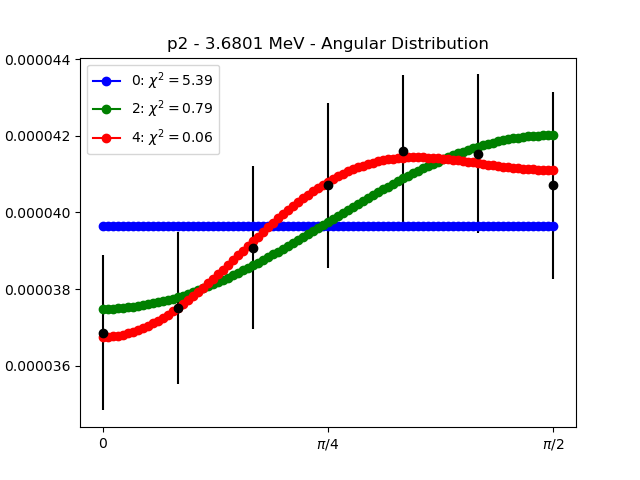 p2 - 3.6801 MeV - Angular Distribution
0: χ² = 5.39
2: χ² = 0.79
4: χ² = 0.06
0.000044
0.000042
0.000040
0.000038
0.000036
0 π/4 π/2